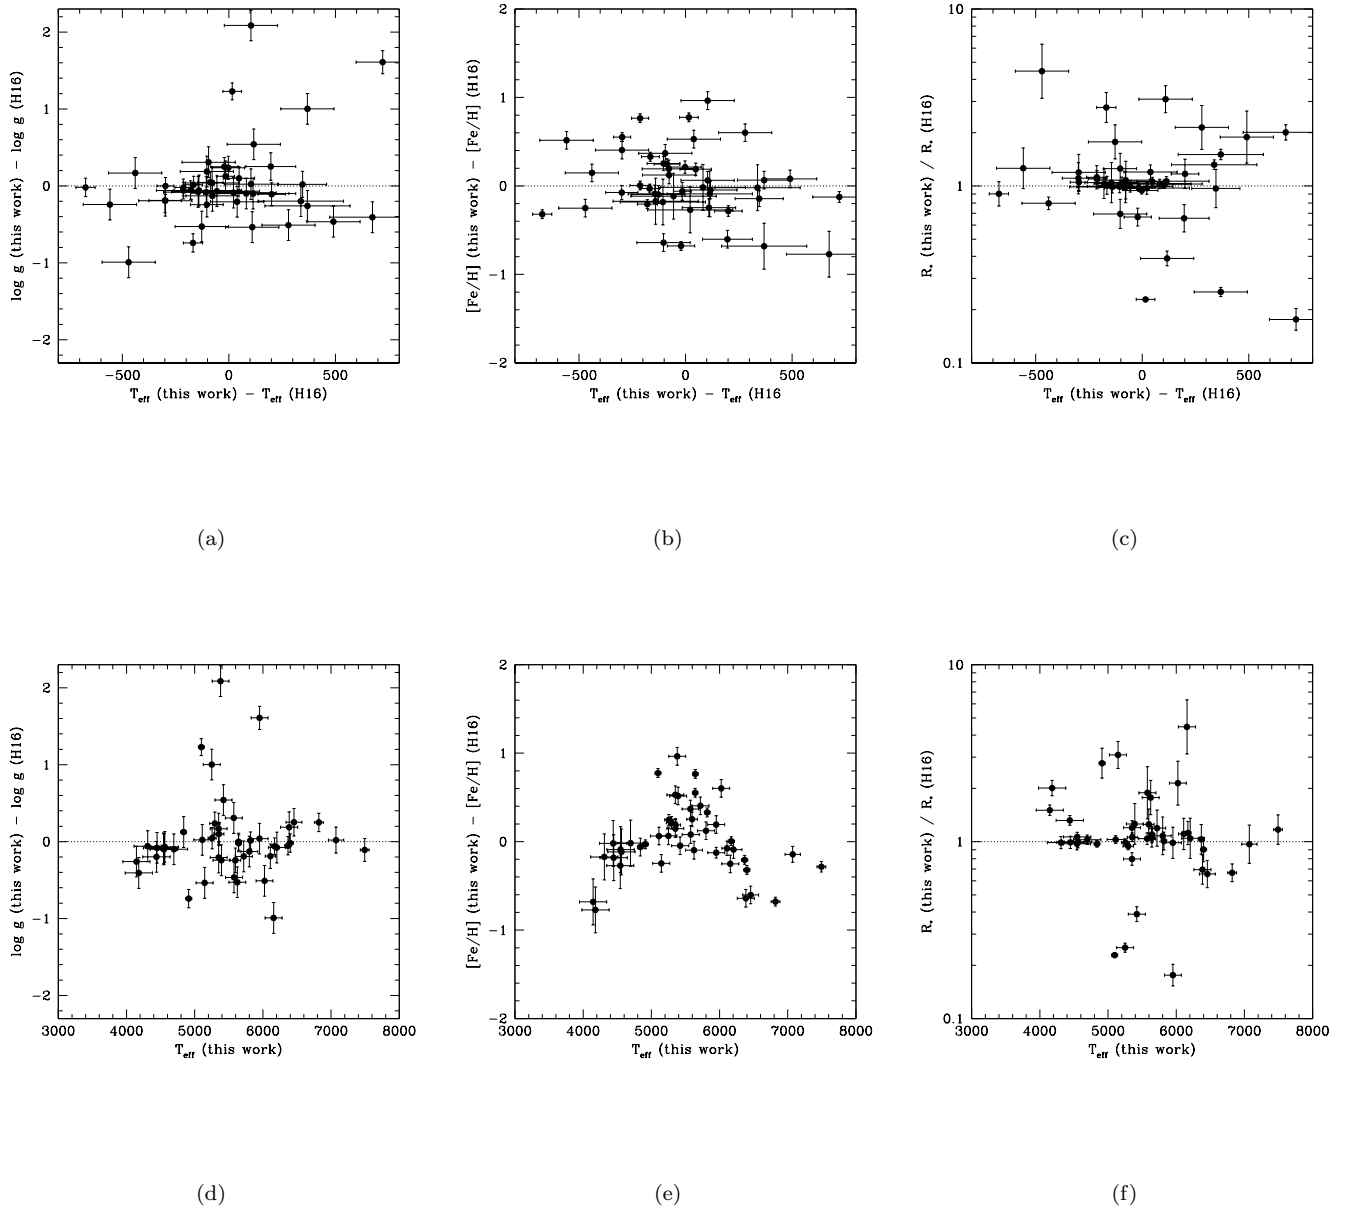 2
1
0
−1
−2
log g (this work) − log g (H16)
−500 0 500
T_eff (this work) − T_eff (H16)
2
1
0
−1
−2
[Fe/H] (this work) − [Fe/H] (H16)
−500 0 500
T_eff (this work) − T_eff (H16
10
1
0.1
R⋆ (this work) / R⋆ (H16)
−500 0 500
T_eff (this work) − T_eff (H16)
(a) (b) (c)
2
1
0
−1
−2
log g (this work) − log g (H16)
3000 4000 5000 6000 7000 8000
T_eff (this work)
2
1
0
−1
−2
[Fe/H] (this work) − [Fe/H] (H16)
3000 4000 5000 6000 7000 8000
T_eff (this work)
10
1
0.1
R⋆ (this work) / R⋆ (H16)
3000 4000 5000 6000 7000 8000
T_eff (this work)
(d) (e) (f)